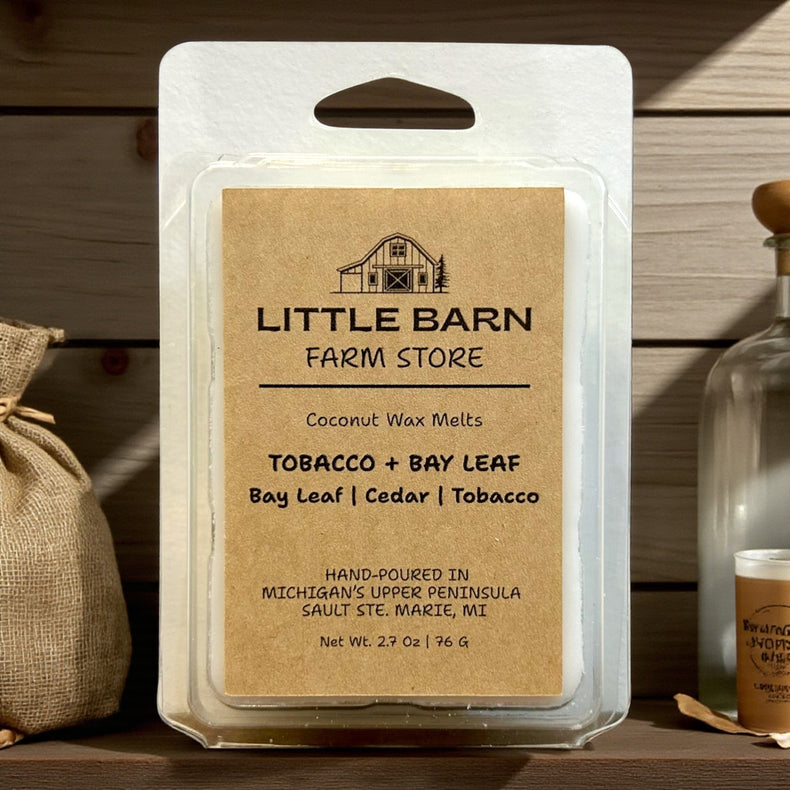 LITTLE BARN
FARM STORE
Coconut Wax Melts
TOBACCO + BAY LEAF
Bay Leaf | Cedar | Tobacco
HAND-POURED IN
MICHIGAN'S UPPER PENINSULA
SAULT STE. MARIE, MI
Net Wt. 2.7 Oz | 76 G